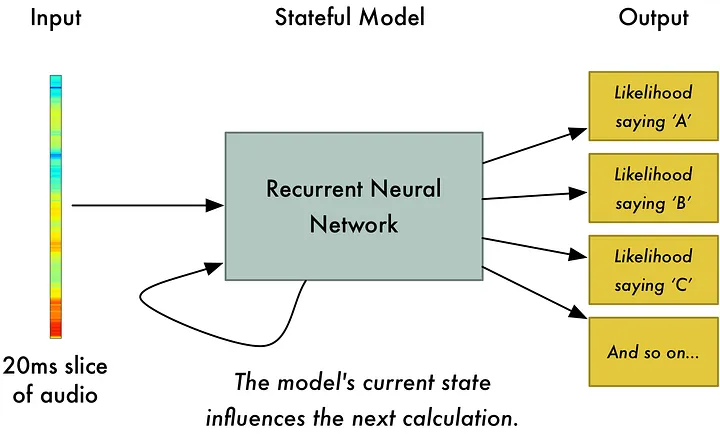 Input
Stateful Model
Output
20ms slice
of audio
Recurrent Neural
Network
The model's current state
influences the next calculation.
Likelihood
saying ‘A’
Likelihood
saying ‘B’
Likelihood
saying ‘C’
And so on...